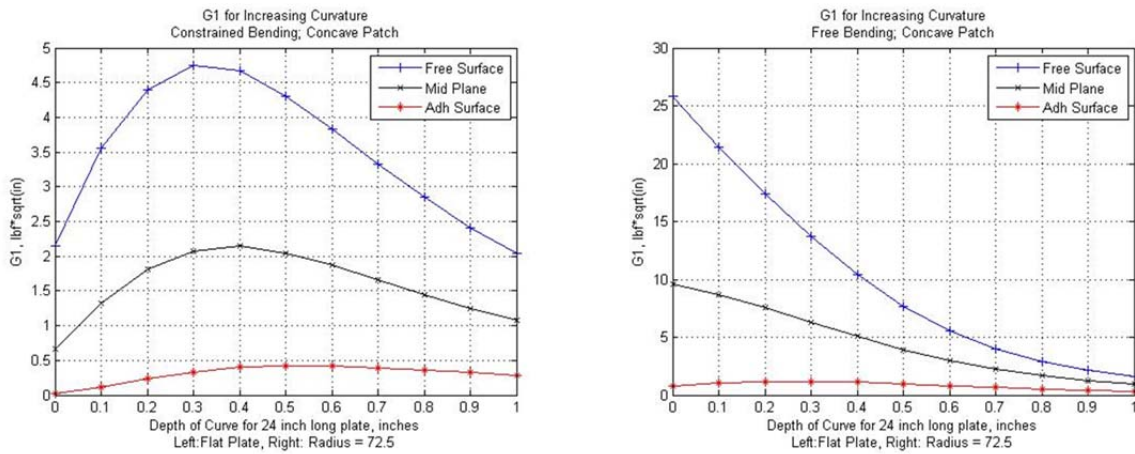 G1 for Increasing Curvature
Constrained Bending; Concave Patch
5
4.5
4
3.5
3
2.5
2
1.5
1
0.5
0
G1, lbf*sqrt(in)
Free Surface
Mid Plane
Adh Surface
0 0.1 0.2 0.3 0.4 0.5 0.6 0.7 0.8 0.9 1
Depth of Curve for 24 inch long plate, inches
Left:Flat Plate, Right: Radius = 72.5
G1 for Increasing Curvature
Free Bending; Concave Patch
30
25
20
15
10
5
0
G1, lbf*sqrt(in)
Free Surface
Mid Plane
Adh Surface
0 0.1 0.2 0.3 0.4 0.5 0.6 0.7 0.8 0.9 1
Depth of Curve for 24 inch long plate, inches
Left:Flat Plate, Right: Radius = 72.5